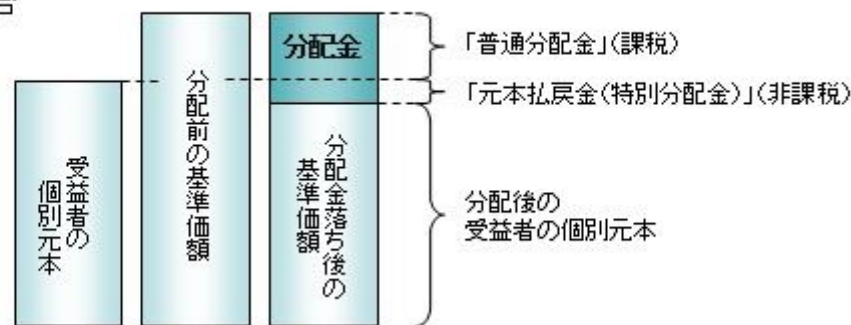 受益者の
個別元本
分配前の基準価額
分配金
分配金落ち後の
基準価額
「普通分配金」(課税)
「元本払戻金(特別分配金)」(非課税)
分配後の
受益者の個別元本